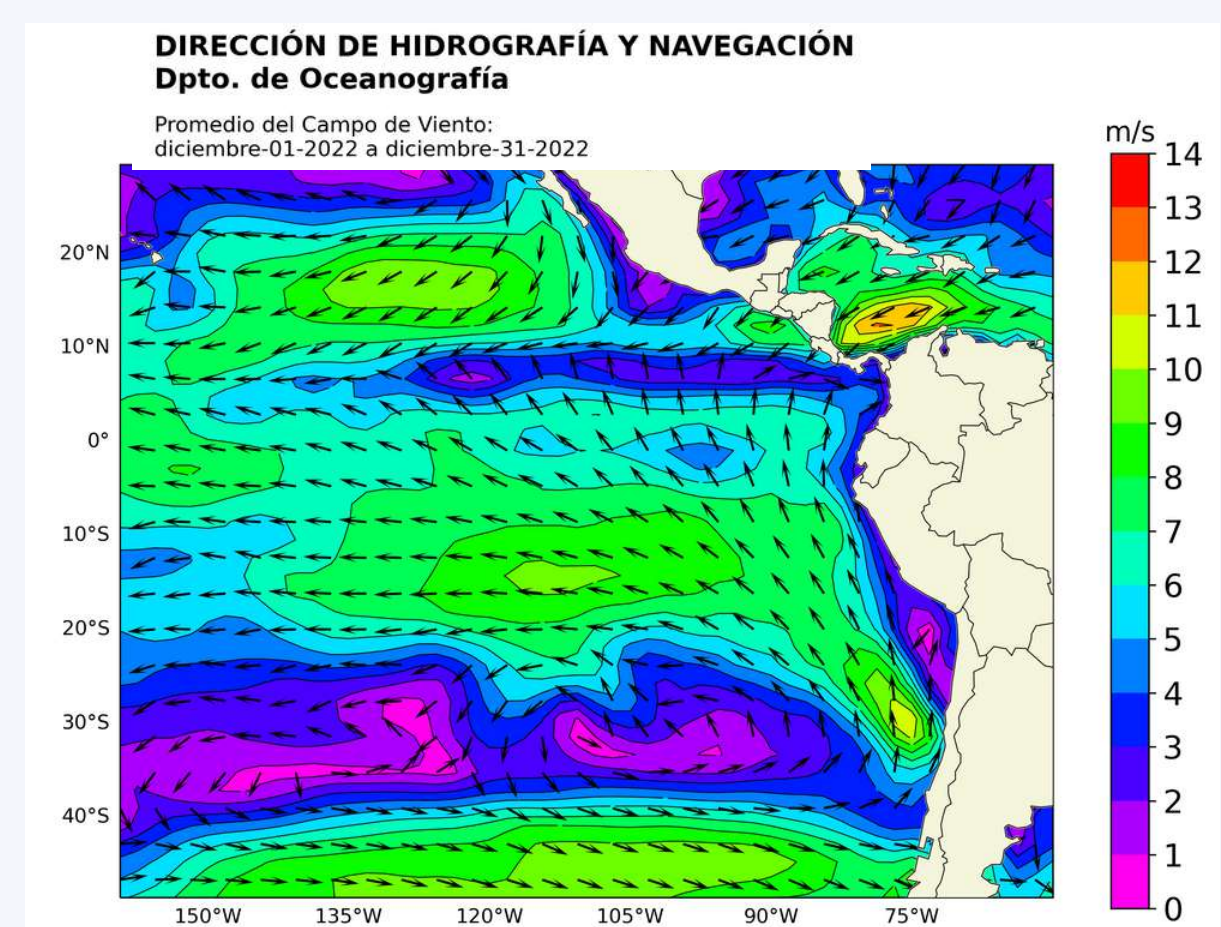 DIRECCIÓN DE HIDROGRAFÍA Y NAVEGACIÓN
Dpto. de Oceanografía
Promedio del Campo de Viento:
diciembre-01-2022 a diciembre-31-2022
m/s
14
13
12
11
10
9
8
7
6
5
4
3
2
1
0
20°N
10°N
0°
10°S
20°S
30°S
40°S
150°W 135°W 120°W 105°W 90°W 75°W